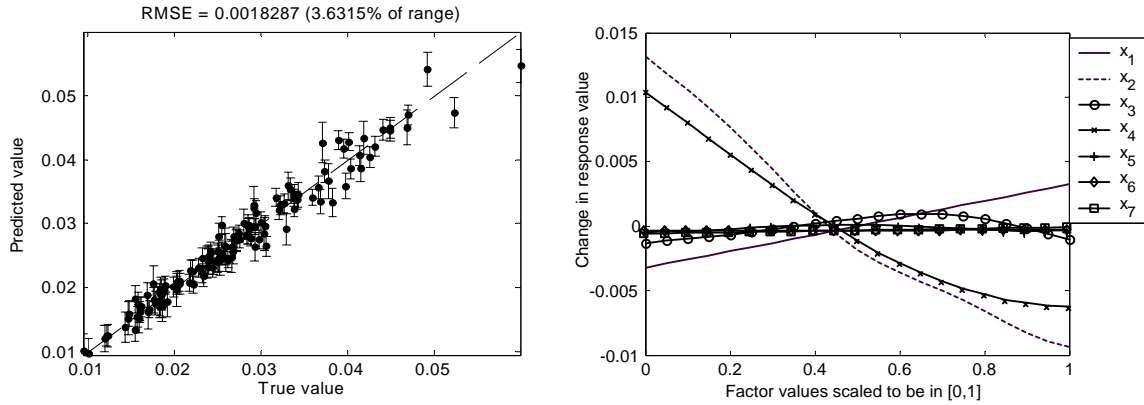 RMSE = 0.0018287 (3.6315% of range)
0.05
0.04
0.03
0.02
0.01
Predicted value
0.01 0.02 0.03 0.04 0.05
True value
0.015
0.01
0.005
0
-0.005
-0.01
Change in response value
0 0.2 0.4 0.6 0.8 1
Factor values scaled to be in [0,1]
x1
x2
x3
x4
x5
x6
x7